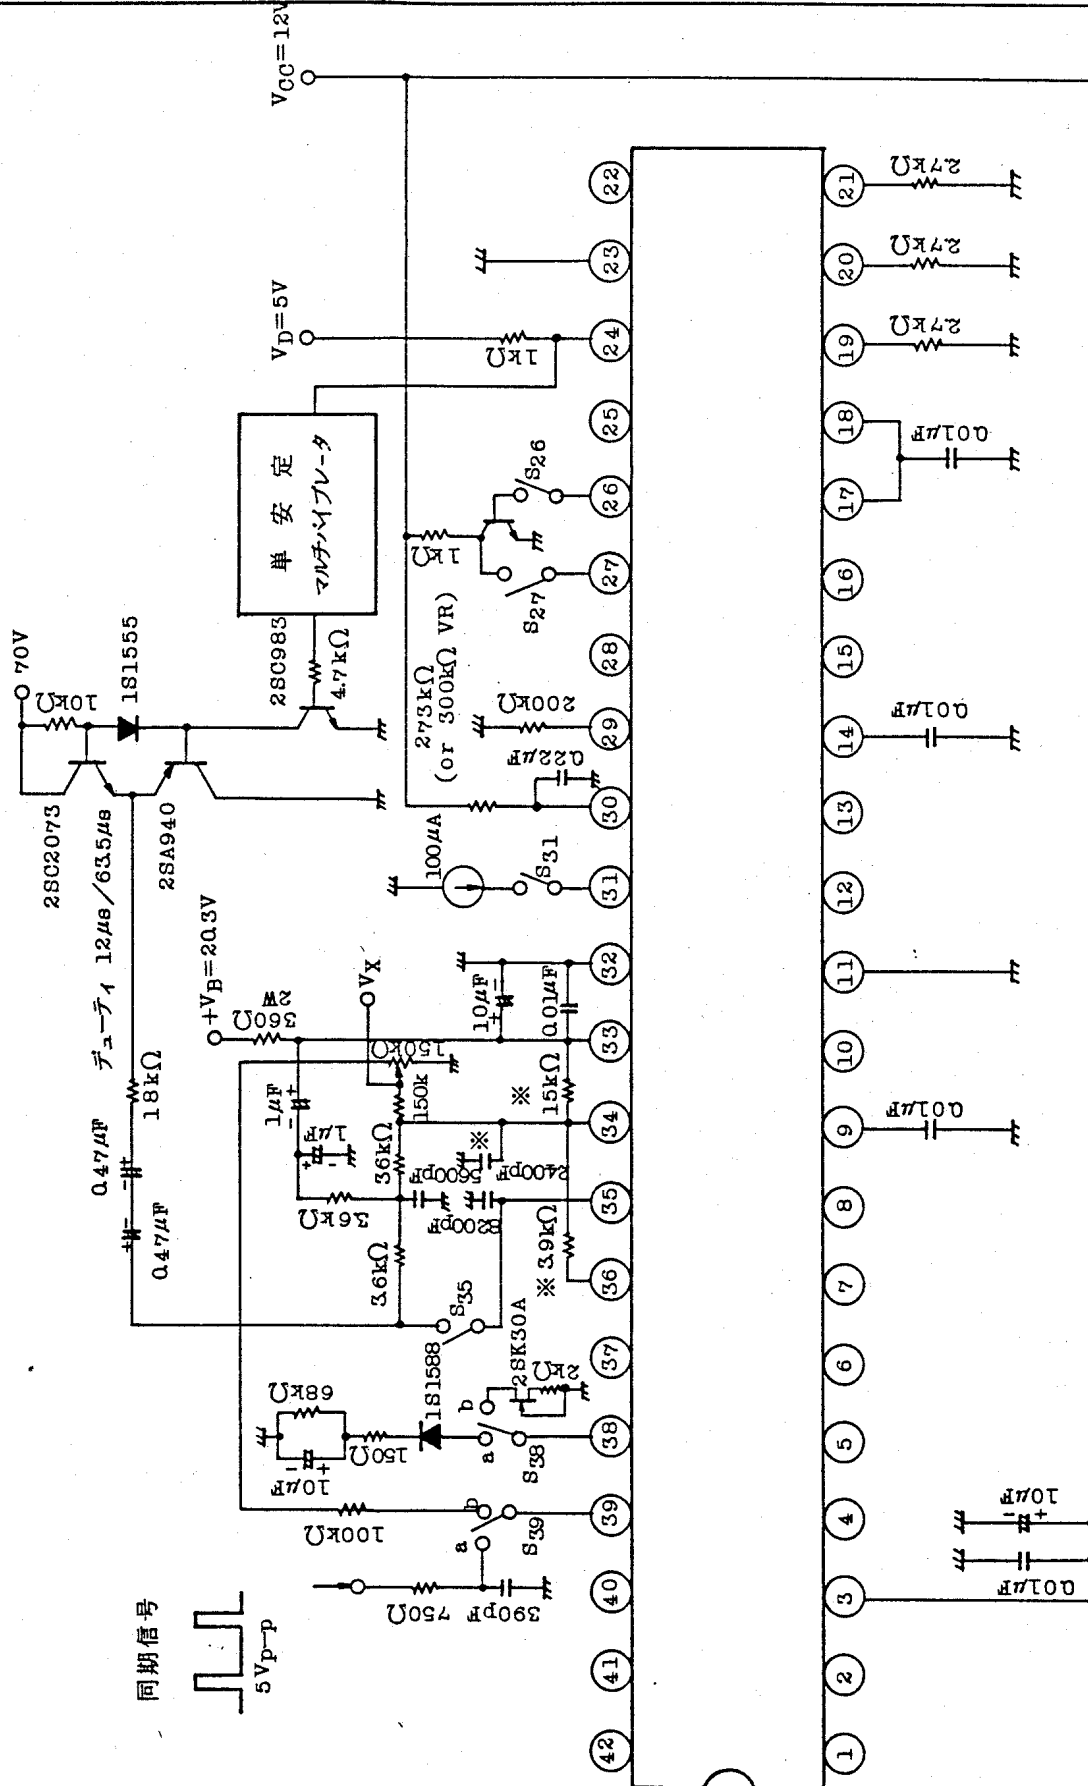 V_CC=12V
V_D=5V
70V
10kΩ
1S1555
2SC983
4.7kΩ
単安定
マルチバイブレータ
2SC2073
2SA940
デューティ 12μs/63.5μs
18kΩ
0.47μF
0.47μF
+V_B=20.3V
360Ω
2W
V_X
150kΩ
150k
1μF
1μF
3.6kΩ
36kΩ
3.6kΩ
5600pF
8200pF
2400pF
※
※
15kΩ
※ 3.9kΩ
10μF
0.01μF
100μA
S31
273kΩ
(or 300kΩ VR)
0.22μF
200kΩ
1kΩ
S27
S26
1kΩ
S35
2SK30A
2kΩ
1S1588
68kΩ
10μF
150Ω
a
b
S38
100kΩ
a
b
S39
750Ω
390pF
同期信号
5Vp-p
42
41
40
39
38
37
36
35
34
33
32
31
30
29
28
27
26
25
24
23
22
1
2
3
4
5
6
7
8
9
10
11
12
13
14
15
16
17
18
19
20
21
0.01μF
10μF
0.01μF
0.01μF
0.01μF
2.7kΩ
2.7kΩ
2.7kΩ